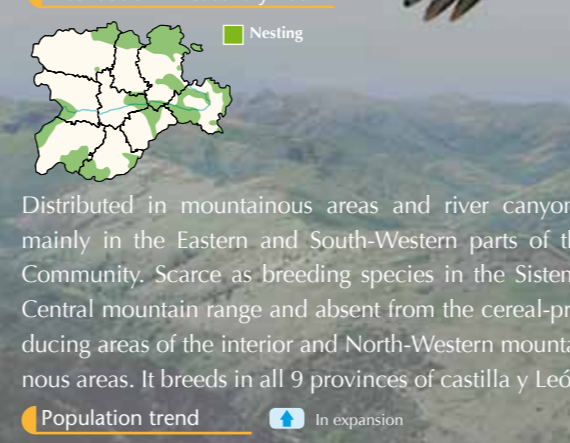 Nesting
Distributed in mountainous areas and river canyon
mainly in the Eastern and South-Western parts of th
Community. Scarce as breeding species in the Sistem
Central mountain range and absent from the cereal-pr
ducing areas of the interior and North-Western mounta
nous areas. It breeds in all 9 provinces of castilla y Leó
Population trend
In expansion